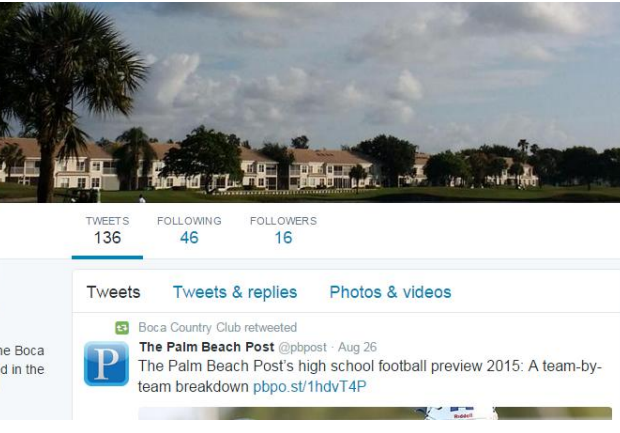 TWEETS FOLLOWING FOLLOWERS
136 46 16
Tweets Tweets & replies Photos & videos
Boca Country Club retweeted
The Palm Beach Post @pbpost · Aug 26
The Palm Beach Post's high school football preview 2015: A team-by-
team breakdown pbpo.st/1hdvT4P
P
Boca
d in the
Riddell